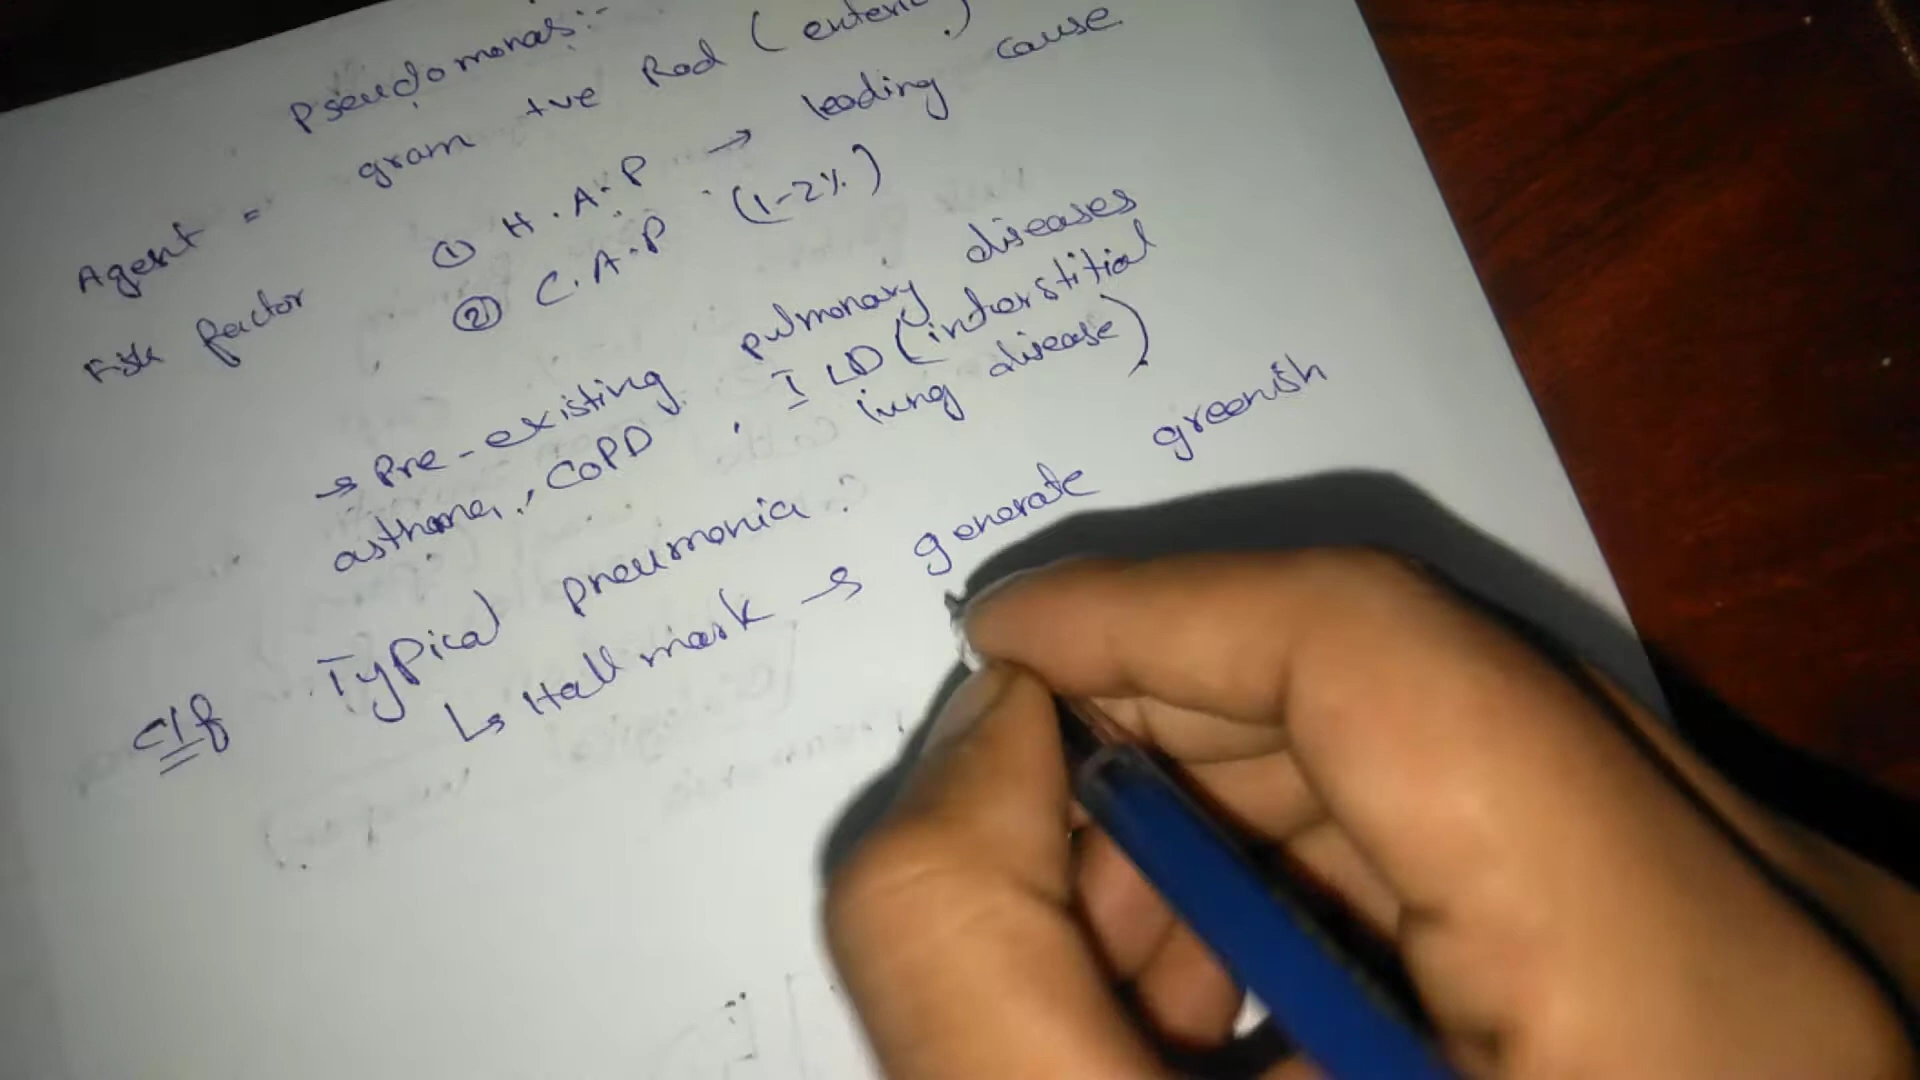 Pseudomonas:-
Agent = gram +ve Rod (enteric)
Risk factor ① H.A.P → leading cause
② C.A.P (1-2%)
→ Pre-existing pulmonary diseases
asthma, COPD, ILD (interstitial
lung disease)
C/f Typical pneumonia.
↳ Hall mark → generate greenish